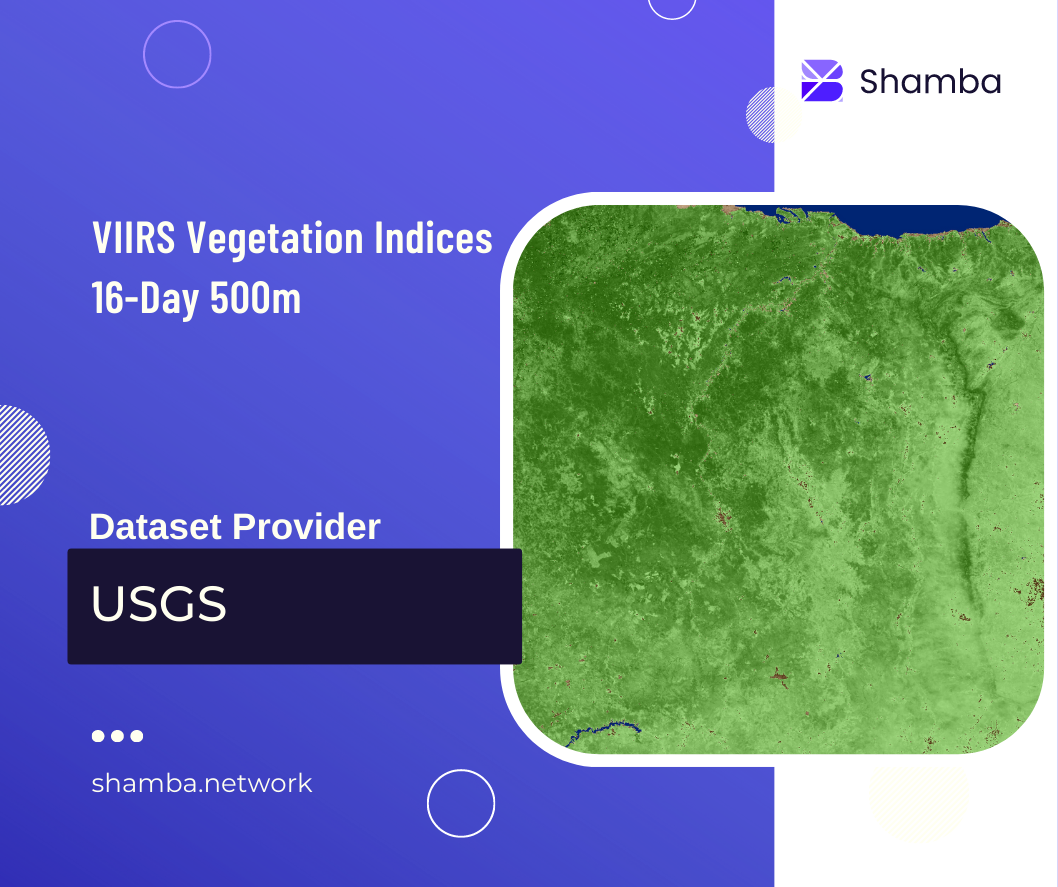 Shamba
VIIRS Vegetation Indices
16-Day 500m
Dataset Provider
USGS
shamba.network